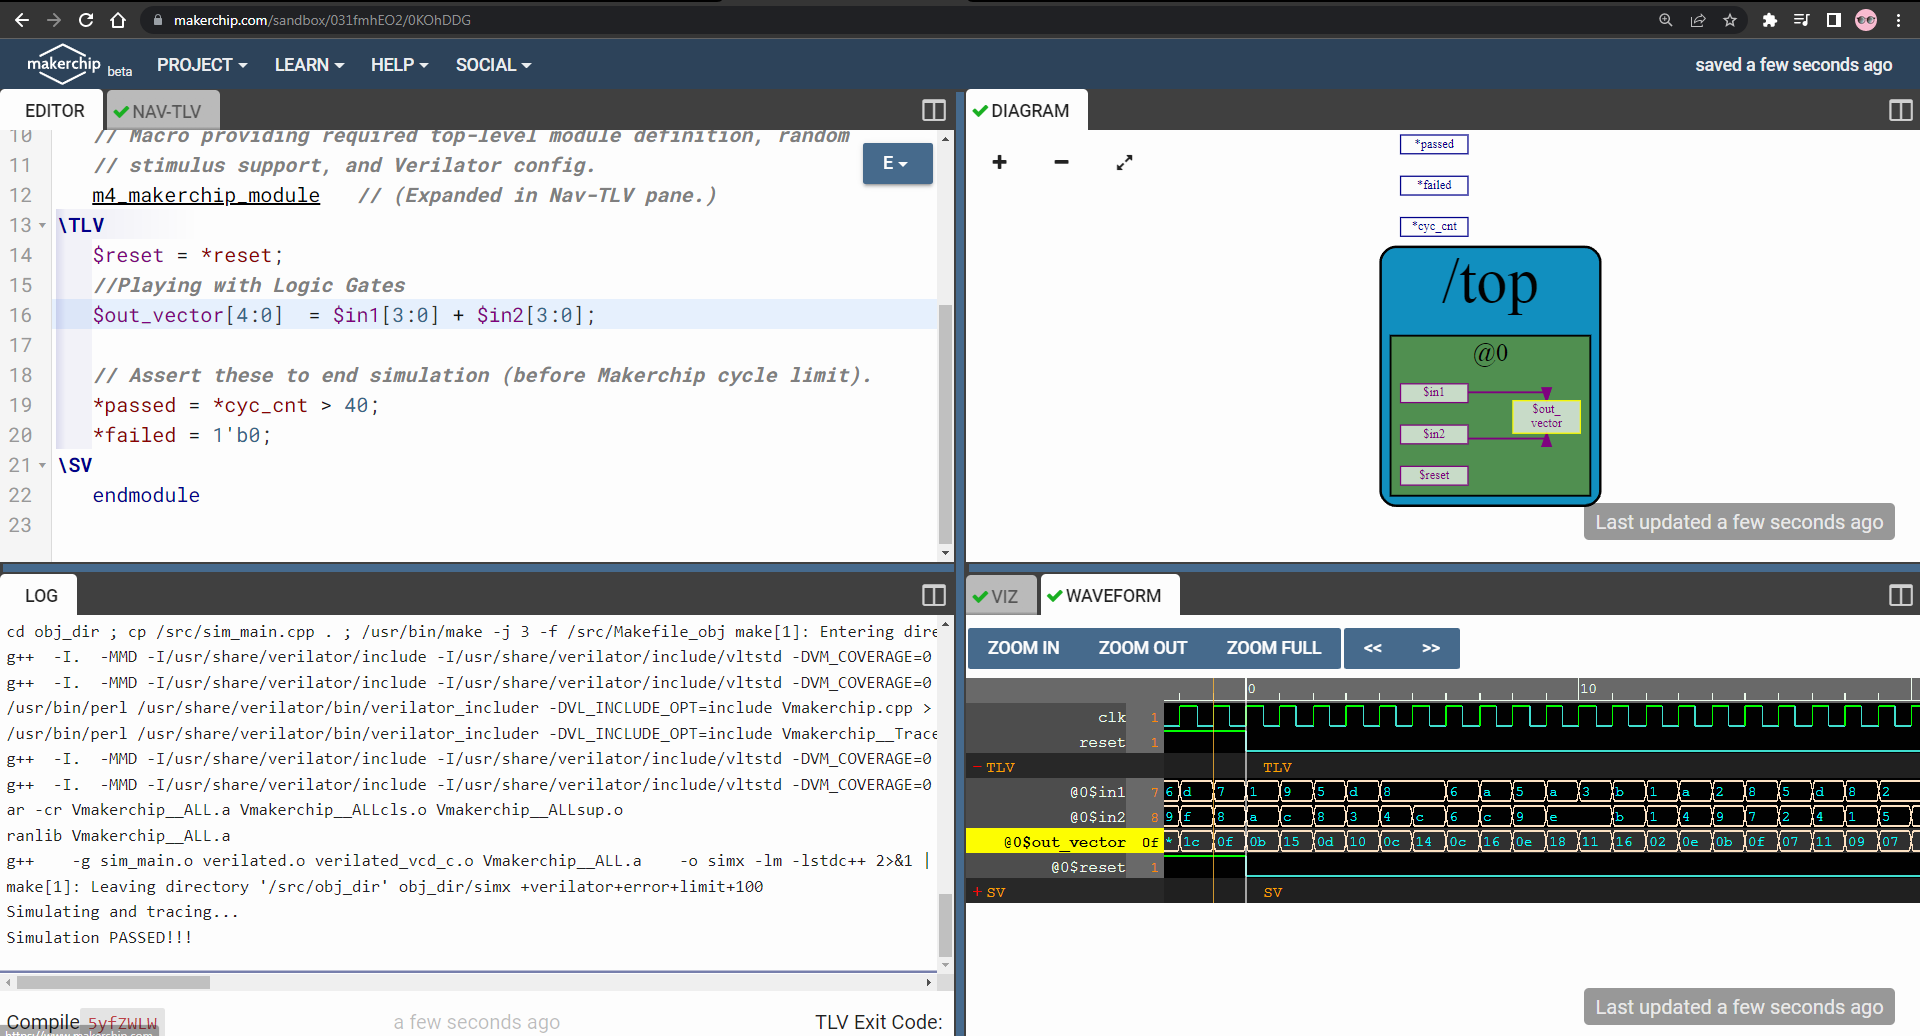 makerchip.com/sandbox/031fmhEO2/0KOhDDG
makerchip beta PROJECT LEARN HELP SOCIAL saved a few seconds ago
EDITOR NAV-TLV
10 // Macro providing required top-level module definition, random
11 // stimulus support, and Verilator config.
12 m4_makerchip_module // (Expanded in Nav-TLV pane.)
13 \TLV
14 $reset = *reset;
15 //Playing with Logic Gates
16 $out_vector[4:0] = $in1[3:0] + $in2[3:0];
17
18 // Assert these to end simulation (before Makerchip cycle limit).
19 *passed = *cyc_cnt > 40;
20 *failed = 1'b0;
21 \SV
22 endmodule
23
E
DIAGRAM
+ −
*passed
*failed
*cyc_cnt
/top
@0
$in1
$out_
vector
$in2
$reset
Last updated a few seconds ago
LOG
cd obj_dir ; cp /src/sim_main.cpp . ; /usr/bin/make -j 3 -f /src/Makefile_obj make[1]: Entering dire
g++ -I. -MMD -I/usr/share/verilator/include -I/usr/share/verilator/include/vltstd -DVM_COVERAGE=0
g++ -I. -MMD -I/usr/share/verilator/include -I/usr/share/verilator/include/vltstd -DVM_COVERAGE=0
/usr/bin/perl /usr/share/verilator/bin/verilator_includer -DVL_INCLUDE_OPT=include Vmakerchip.cpp >
/usr/bin/perl /usr/share/verilator/bin/verilator_includer -DVL_INCLUDE_OPT=include Vmakerchip__Trace
g++ -I. -MMD -I/usr/share/verilator/include -I/usr/share/verilator/include/vltstd -DVM_COVERAGE=0
g++ -I. -MMD -I/usr/share/verilator/include -I/usr/share/verilator/include/vltstd -DVM_COVERAGE=0
ar -cr Vmakerchip__ALL.a Vmakerchip__ALLcls.o Vmakerchip__ALLsup.o
ranlib Vmakerchip__ALL.a
g++ -g sim_main.o verilated.o verilated_vcd_c.o Vmakerchip__ALL.a -o simx -lm -lstdc++ 2>&1 |
make[1]: Leaving directory '/src/obj_dir' obj_dir/simx +verilator+error+limit+100
Simulating and tracing...
Simulation PASSED!!!
Compile 5yfZWLW a few seconds ago TLV Exit Code:
VIZ WAVEFORM
ZOOM IN ZOOM OUT ZOOM FULL << >>
0 10
clk 1
reset 1
- TLV TLV
@0$in1 7 6 d 7 1 9 5 d 8 6 a 5 a 3 b 1 a 2 8 5 d 8 2
@0$in2 8 9 f 8 a c 8 3 4 c 6 c 9 e b 1 4 9 7 2 4 1 5
@0$out_vector 0f * 1c 0f 0b 15 0d 10 0c 14 0c 16 0e 18 11 16 02 0e 0b 0f 07 11 09 07
@0$reset 1
+ SV SV
Last updated a few seconds ago